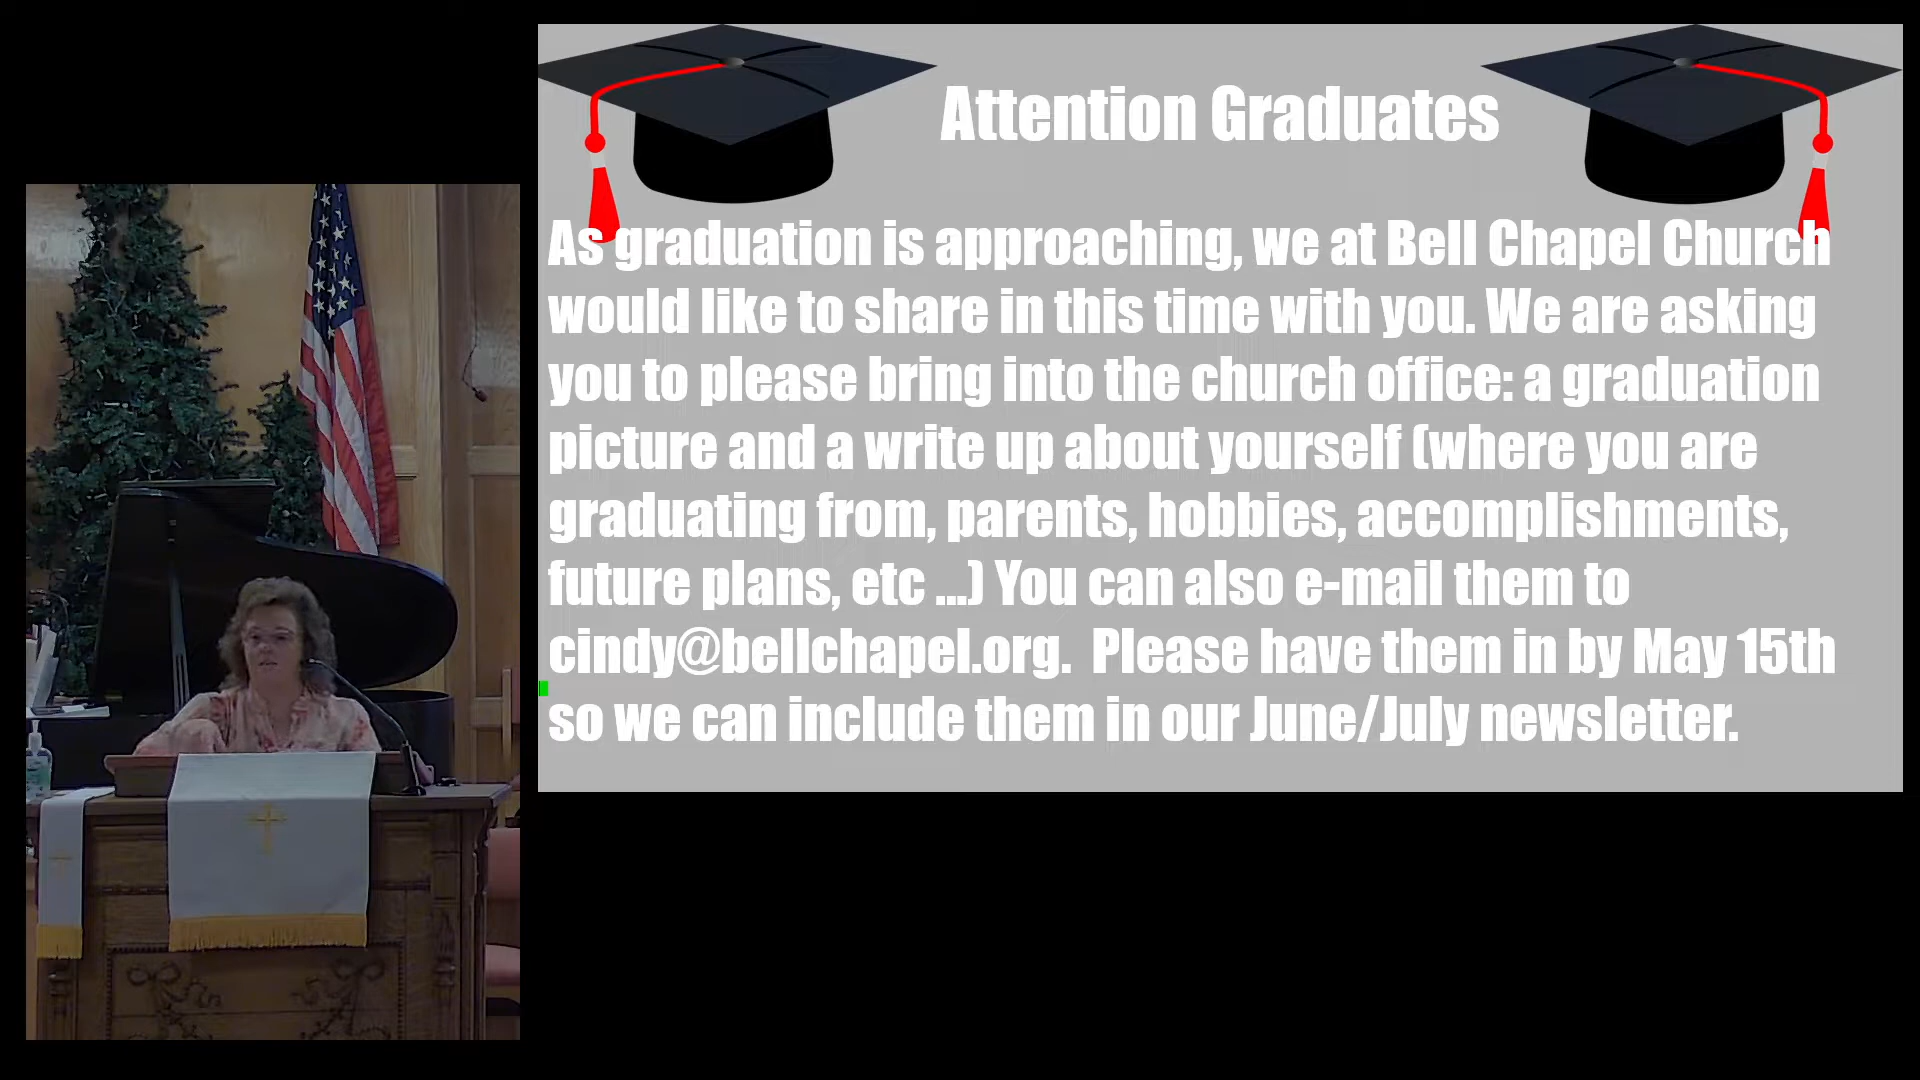 Attention Graduates
As graduation is approaching, we at Bell Chapel Church
would like to share in this time with you. We are asking
you to please bring into the church office: a graduation
picture and a write up about yourself (where you are
graduating from, parents, hobbies, accomplishments,
future plans, etc ...) You can also e-mail them to
cindy@bellchapel.org.  Please have them in by May 15th
so we can include them in our June/July newsletter.